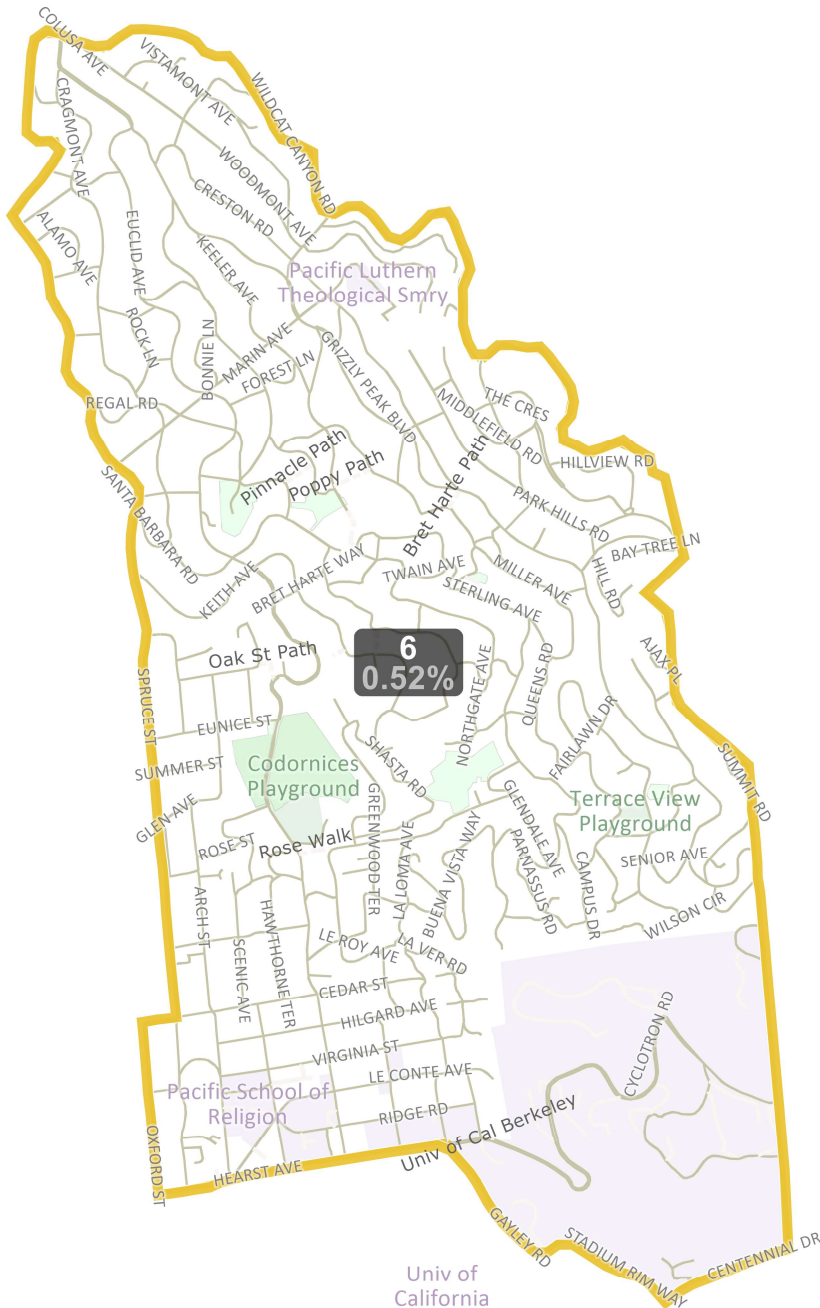 COLUSA AVE
VISTAMONT AVE
WILDCAT CANYON RD
CRAGMONT AVE
WOODMONT AVE
CRESTON RD
ALAMO AVE
EUCLID AVE
KEELER AVE
Pacific Luthern
Theological Smry
ROCK LN
BONNIE LN
MARIN AVE
FOREST LN
GRIZZLY PEAK BLVD
REGAL RD
THE CRES
MIDDLEFIELD RD
HILLVIEW RD
Pinnacle Path
Poppy Path
Bret Harte Path
SANTA BARBARA RD
PARK HILLS RD
BAY TREE LN
KEITH AVE
BRET HARTE WAY
TWAIN AVE
STERLING AVE
MILLER AVE
HILL RD
Oak St Path
6
0.52%
NORTHGATE AVE
QUEENS RD
AJAX PL
SPRUCE ST
EUNICE ST
SUMMER ST
Codornices
Playground
SHASTA RD
FAIRLAWN DR
SUMMIT RD
GLEN AVE
ROSE ST
Rose Walk
GREENWOOD TER
LA LOMA AVE
BUENA VISTA WAY
GLENDALE AVE
PARNASSUS RD
Terrace View
Playground
CAMPUS DR
SENIOR AVE
WILSON CIR
ARCH ST
SCENIC AVE
HAWTHORNE TER
LE ROY AVE
LA VER RD
CEDAR ST
HILGARD AVE
VIRGINIA ST
LE CONTE AVE
RIDGE RD
CYCLOTRON RD
Pacific School of
Religion
Univ of Cal Berkeley
OXFORD ST
HEARST AVE
GAYLEY RD
STADIUM RIM WAY
CENTENNIAL DR
Univ of
California